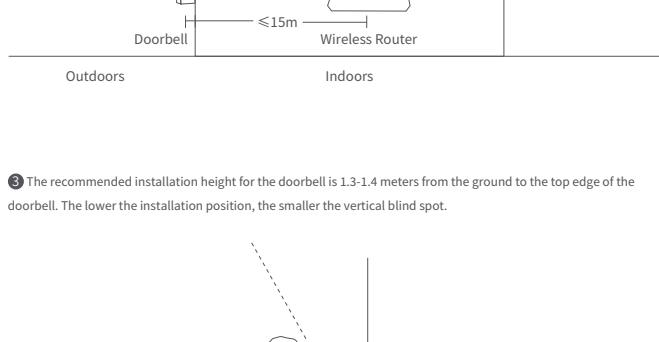 ≤15m
Doorbell Wireless Router
Outdoors Indoors
3 The recommended installation height for the doorbell is 1.3-1.4 meters from the ground to the top edge of the
doorbell. The lower the installation position, the smaller the vertical blind spot.